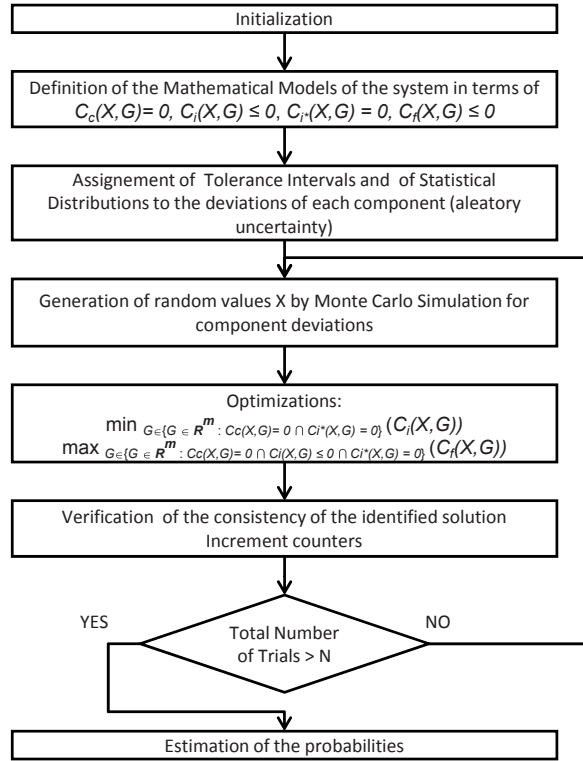 Initialization
Definition of the Mathematical Models of the system in terms of
Cc(X,G)= 0, Ci(X,G) ≤ 0, Ci*(X,G) = 0, Cf(X,G) ≤ 0
Assignement of Tolerance Intervals and of Statistical
Distributions to the deviations of each component (aleatory
uncertainty)
Generation of random values X by Monte Carlo Simulation for
component deviations
Optimizations:
min G∈{G ∈ R^m : Cc(X,G)= 0 ∩ Ci*(X,G) = 0} (Ci(X,G))
max G∈{G ∈ R^m : Cc(X,G)= 0 ∩ Ci(X,G) ≤ 0 ∩ Ci*(X,G) = 0} (Cf(X,G))
Verification of the consistency of the identified solution
Increment counters
YES
NO
Total Number
of Trials > N
Estimation of the probabilities